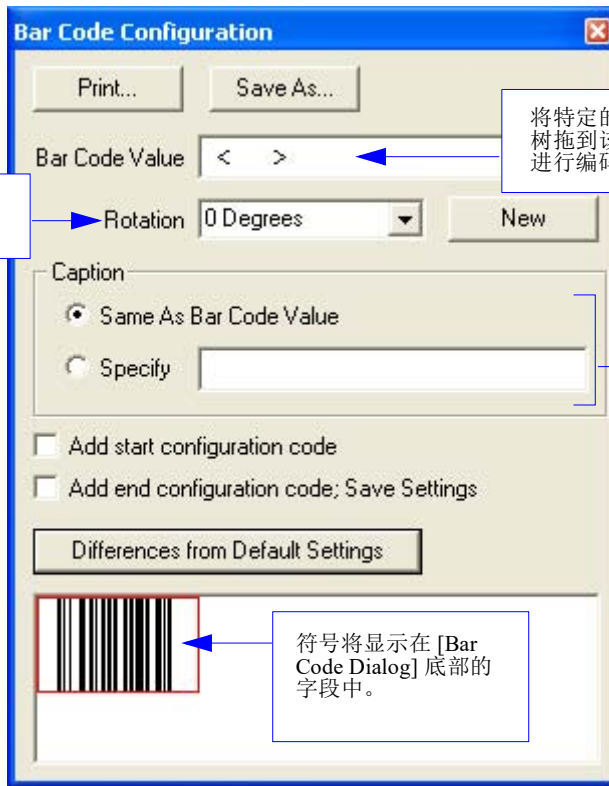 Bar Code Configuration
Print...
Save As...
将特定的
树拖到该
进行编码
Bar Code Value
< >
Rotation
0 Degrees
New
Caption
Same As Bar Code Value
Specify
Add start configuration code
Add end configuration code; Save Settings
Differences from Default Settings
符号将显示在 [Bar
Code Dialog] 底部的
字段中。